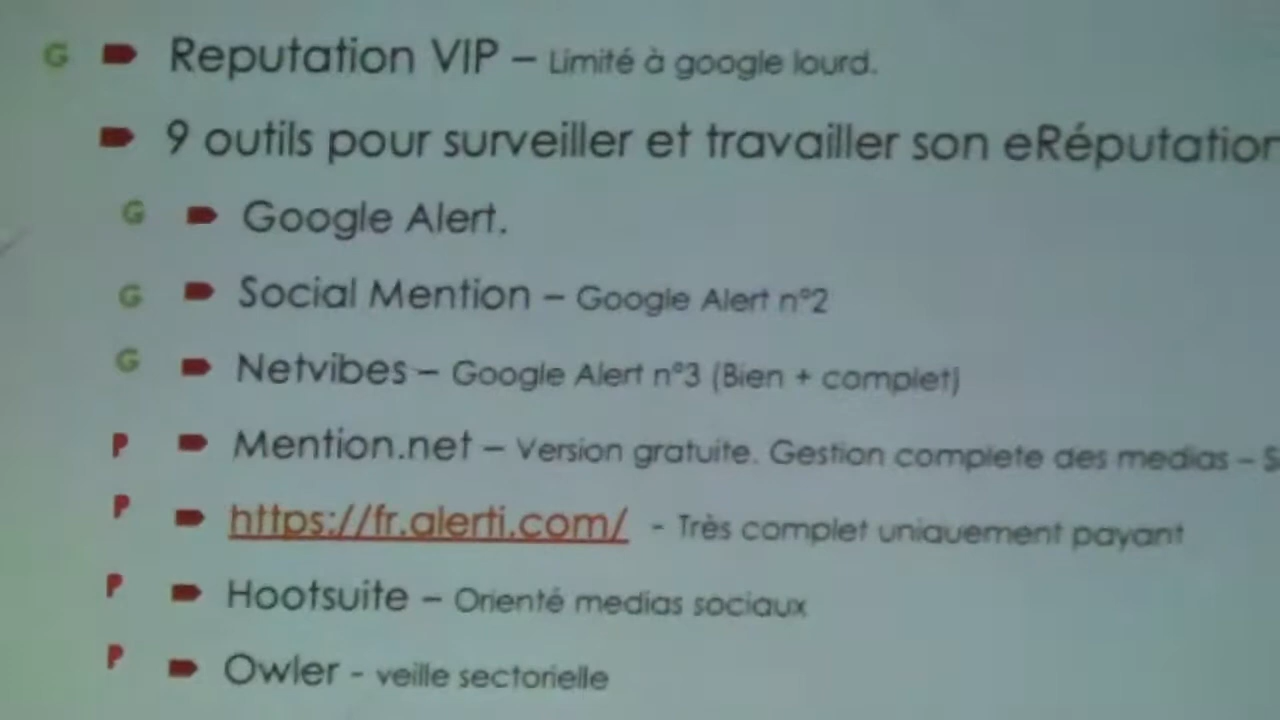 G Reputation VIP – Limité à google lourd.
9 outils pour surveiller et travailler son eRéputation
G Google Alert.
G Social Mention – Google Alert n°2
G Netvibes – Google Alert n°3 (Bien + complet)
P Mention.net – Version gratuite. Gestion complete des medias – S
P https://fr.alerti.com/ - Très complet uniquement payant
P Hootsuite – Orienté medias sociaux
P Owler - veille sectorielle